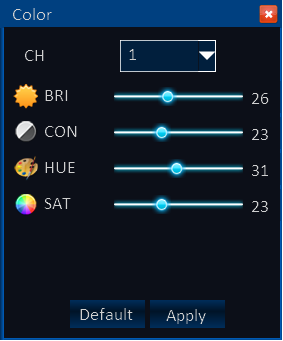 Color
CH 1
BRI 26
CON 23
HUE 31
SAT 23
Default Apply